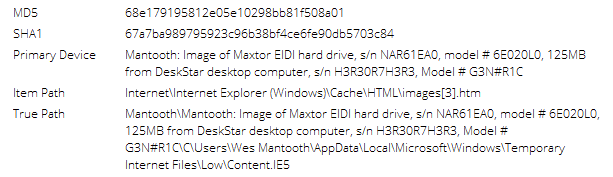 MD5 68e179195812e05e10298bb81f508a01
SHA1 67a7ba989795923c96b38bf4ce6fe90db5703c84
Primary Device Mantooth: Image of Maxtor EIDI hard drive, s/n NAR61EA0, model # 6E020L0, 125MB
from DeskStar desktop computer, s/n H3R30R7H3R3, Model # G3N#R1C
Item Path Internet\Internet Explorer (Windows)\Cache\HTML\images[3].htm
True Path Mantooth\Mantooth: Image of Maxtor EIDI hard drive, s/n NAR61EA0, model # 6E020L0,
125MB from DeskStar desktop computer, s/n H3R30R7H3R3, Model #
G3N#R1C\C\Users\Wes Mantooth\AppData\Local\Microsoft\Windows\Temporary
Internet Files\Low\Content.IE5